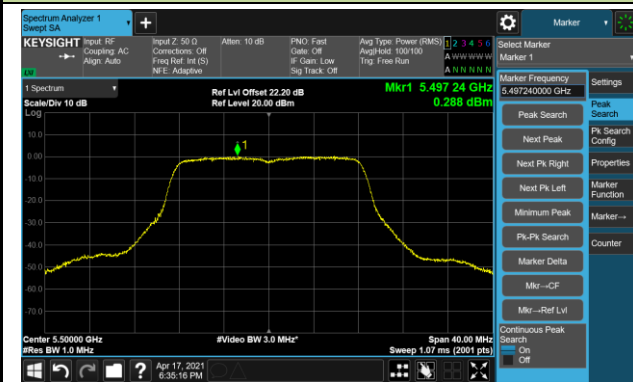 Spectrum Analyzer 1
Swept SA
Marker
KEYSIGHT
Input: RF
Coupling: AC
Align: Auto
Input Z: 50 Ω
Corrections: Off
Freq Ref: Int (S)
NFE: Adaptive
Atten: 10 dB
PNO: Fast
Gate: Off
IF Gain: Low
Sig Track: Off
Avg Type: Power (RMS)
Avg|Hold: 100/100
Trig: Free Run
1 2 3 4 5 6
A W W W W W
A N N N N N
Select Marker
Marker 1
Marker Frequency
5.497240000 GHz
Settings
Peak Search
Next Peak
Next Pk Right
Next Pk Left
Minimum Peak
Pk-Pk Search
Marker Delta
Mkr→CF
Mkr→Ref Lvl
Continuous Peak
Search
On
Off
Peak
Search
Pk Search
Config
Properties
Marker
Function
Marker→
Counter
1 Spectrum
Scale/Div 10 dB
Log
Ref Lvl Offset 22.20 dB
Ref Level 20.00 dBm
Mkr1 5.497 24 GHz
0.288 dBm
1
10.0
0.00
-10.0
-20.0
-30.0
-40.0
-50.0
-60.0
-70.0
Center 5.50000 GHz
#Res BW 1.0 MHz
#Video BW 3.0 MHz*
Span 40.00 MHz
Sweep 1.07 ms (2001 pts)
Apr 17, 2021
6:35:16 PM